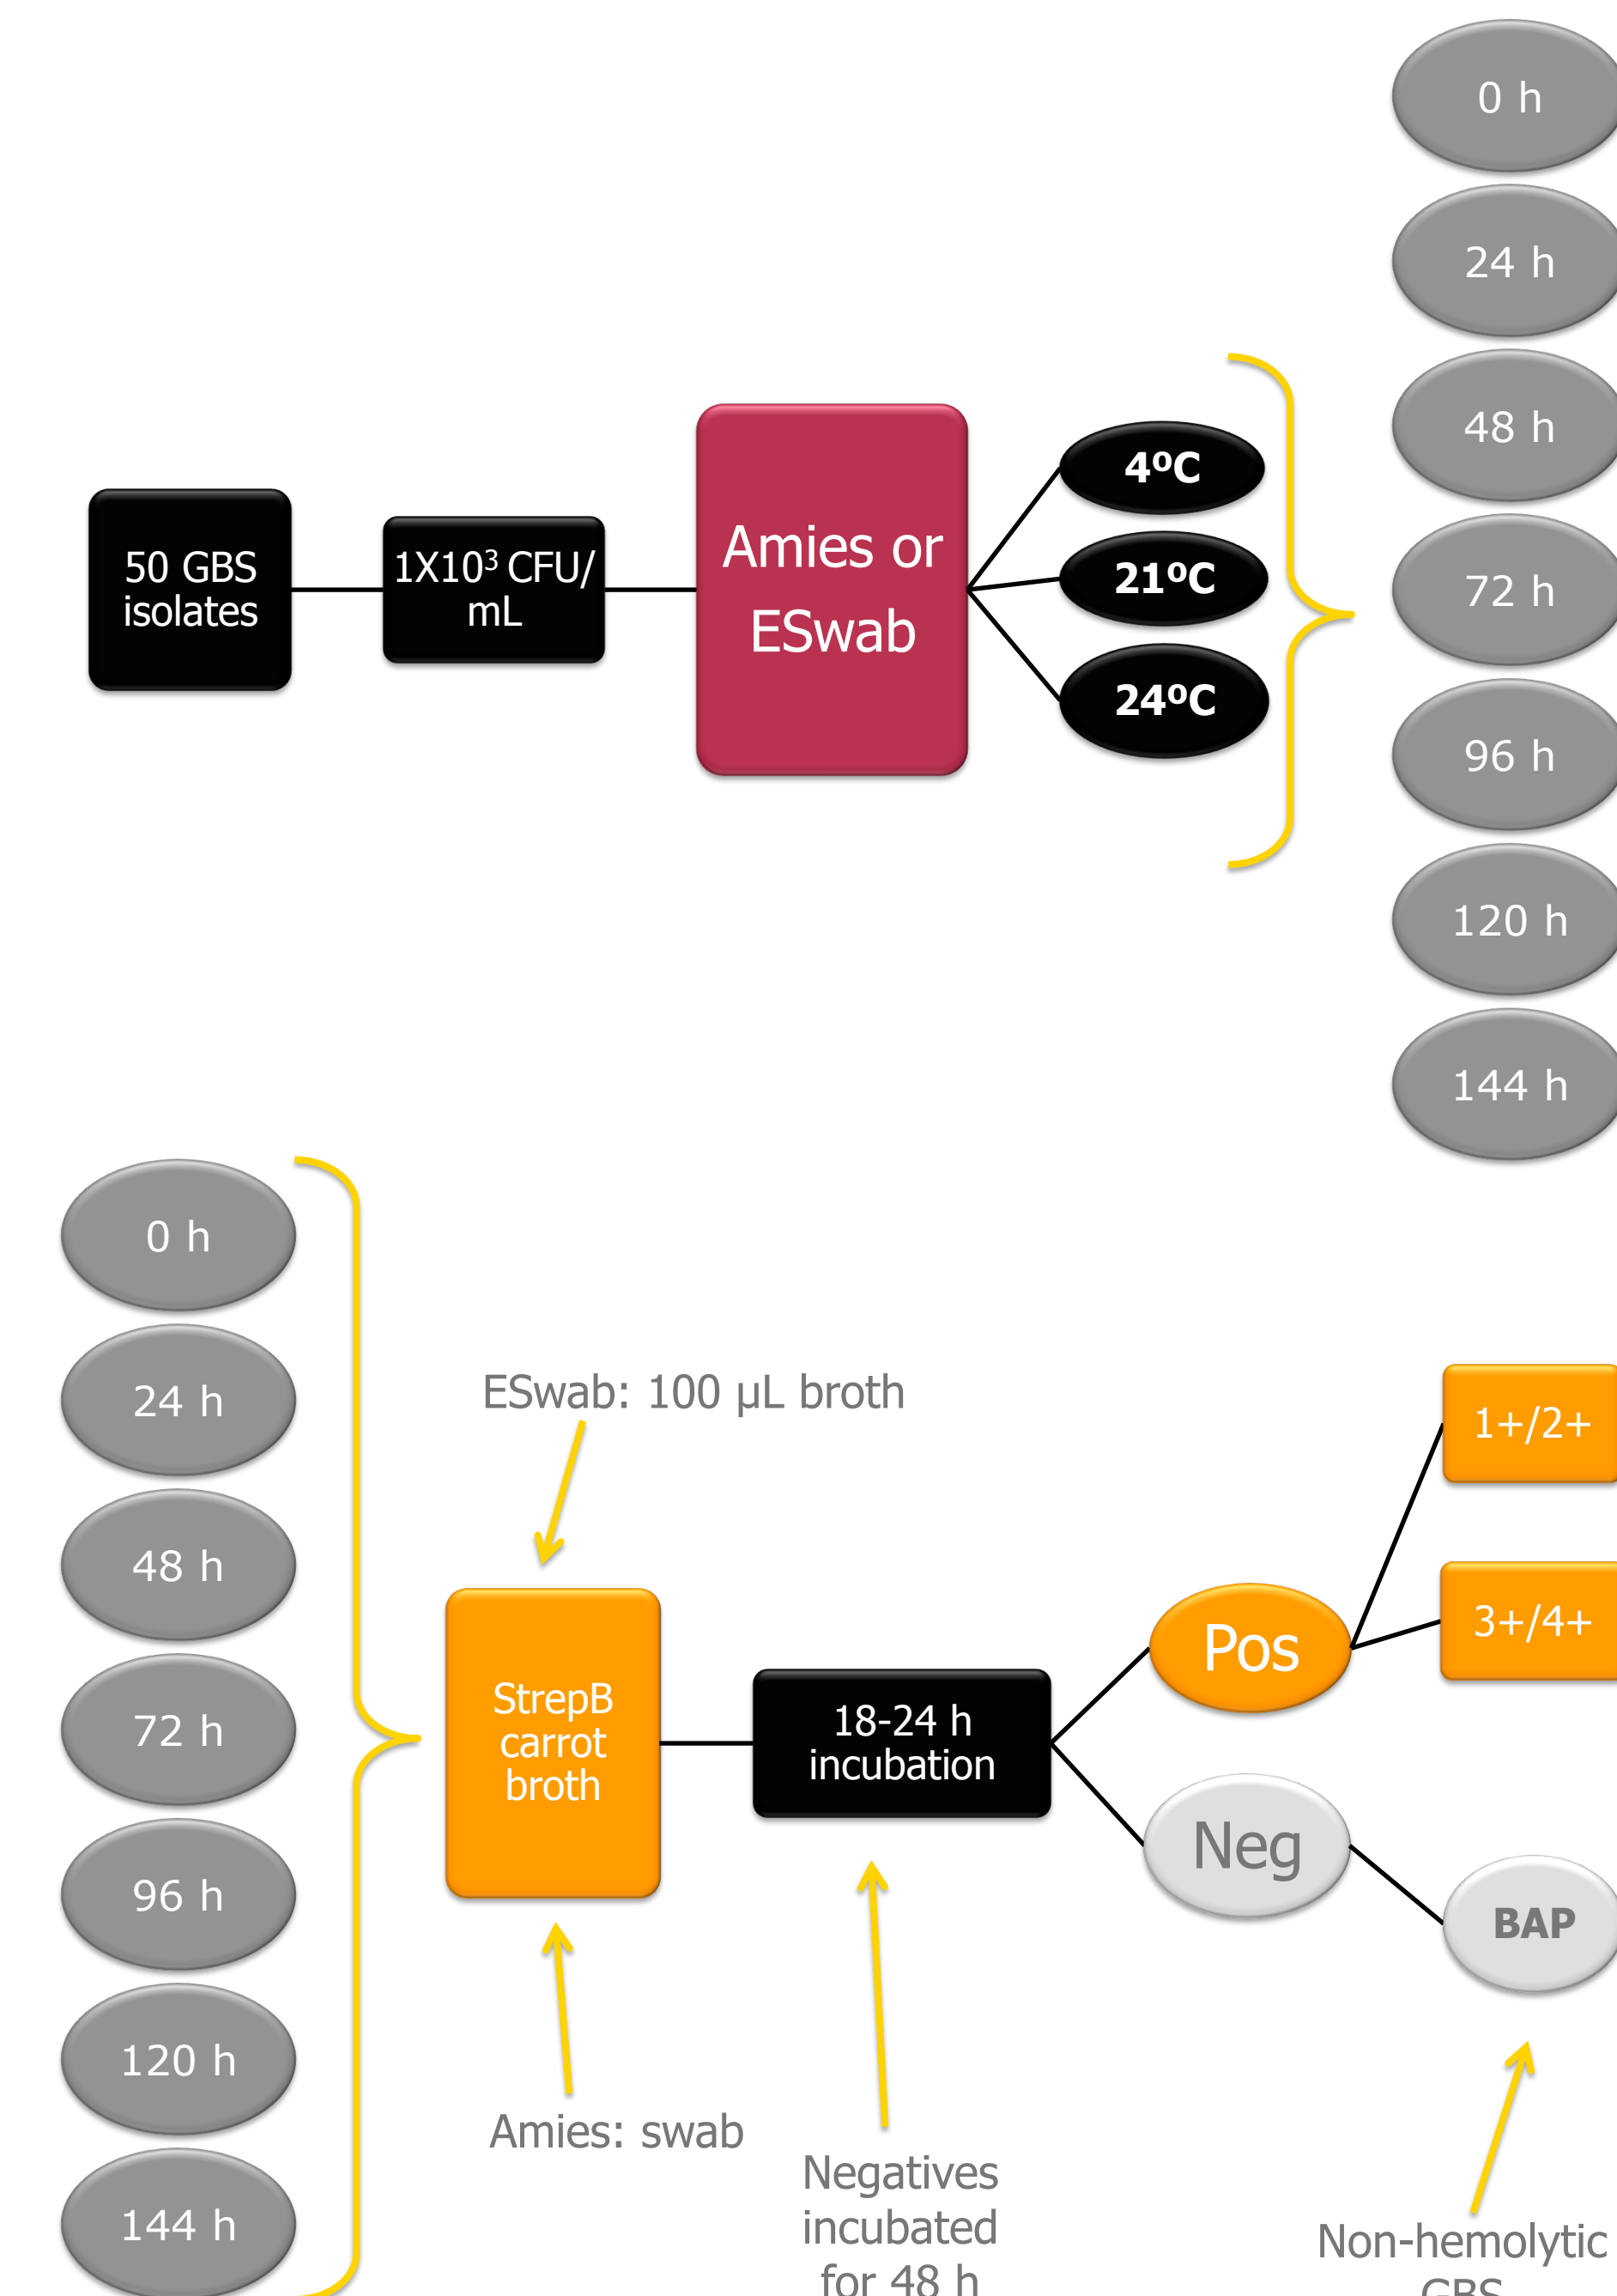 0 h
24 h
48 h
72 h
96 h
120 h
144 h
50 GBS
isolates
1X10³ CFU/
mL
Amies or
ESwab
4ºC
21ºC
24ºC
0 h
24 h
48 h
72 h
96 h
120 h
144 h
ESwab: 100 µL broth
StrepB
carrot
broth
Amies: swab
18-24 h
incubation
Negatives
incubated
for 48 h
Pos
Neg
1+/2+
3+/4+
BAP
Non-hemolytic
GBS